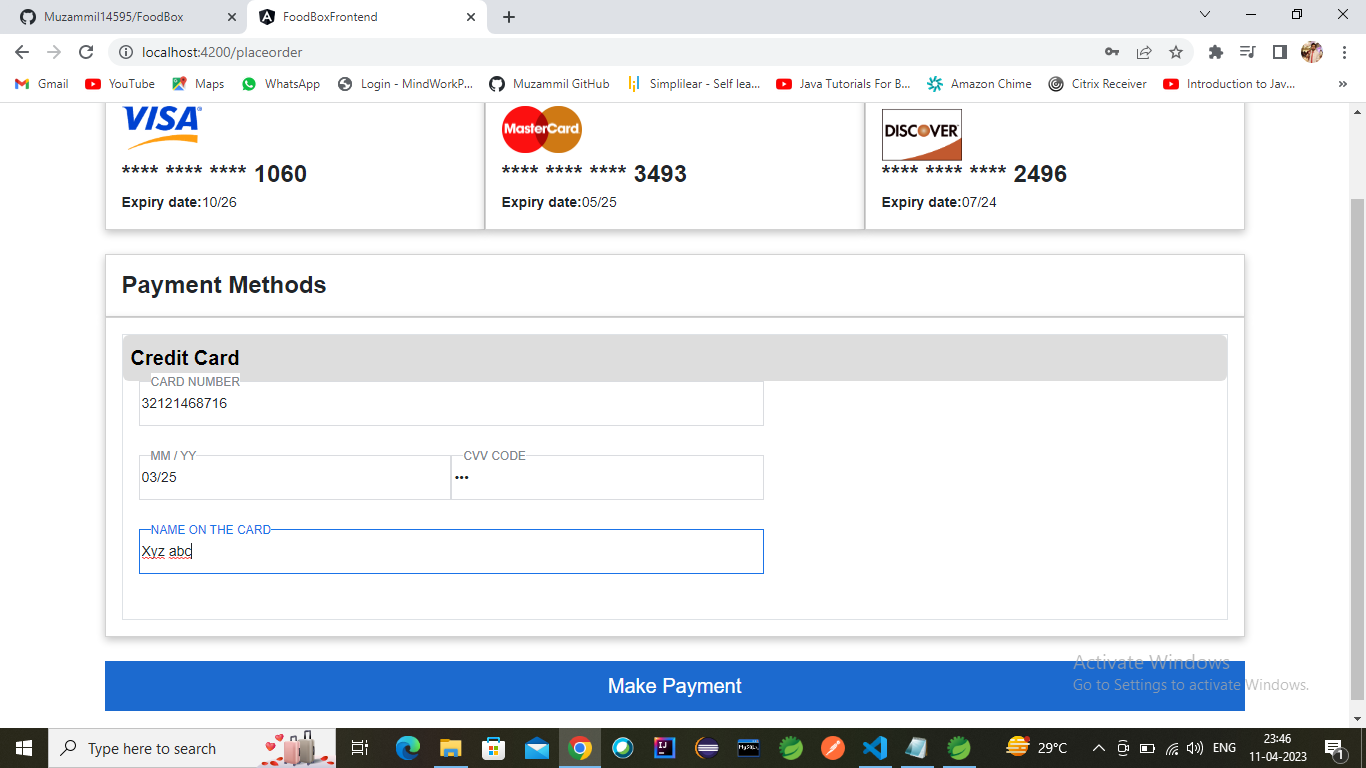 Muzammil14595/FoodBox
FoodBoxFrontend
localhost:4200/placeorder
Gmail YouTube Maps WhatsApp Login - MindWorkP... Muzammil GitHub Simplilear - Self lea... Java Tutorials For B... Amazon Chime Citrix Receiver Introduction to Jav... »
VISA MasterCard DISCOVER
**** **** **** 1060 **** **** **** 3493 **** **** **** 2496
Expiry date:10/26 Expiry date:05/25 Expiry date:07/24
Payment Methods
Credit Card
CARD NUMBER
32121468716
MM / YY CVV CODE
03/25 •••
NAME ON THE CARD
Xyz abc
Make Payment
Activate Windows
Go to Settings to activate Windows.
Type here to search
MySQL
29°C ENG
23:46
11-04-2023
1